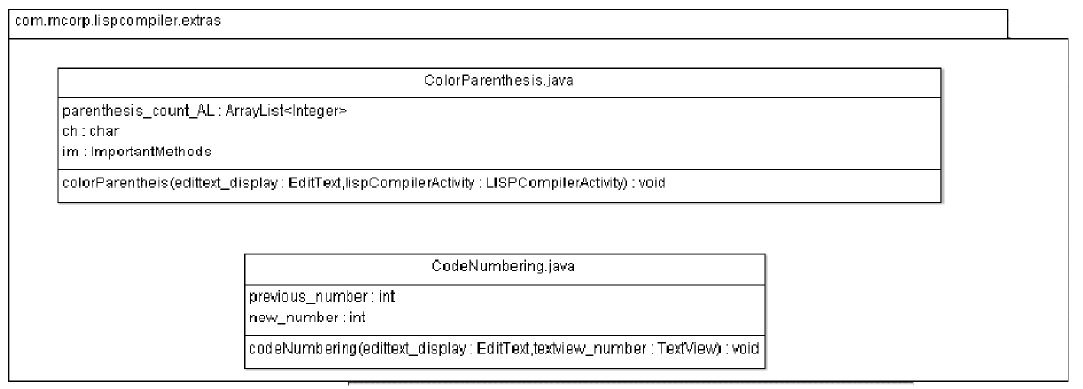 com.mcorp.lispcompiler.extras
ColorParenthesis.java
parenthesis_count_AL : ArrayList<Integer>
ch : char
im : ImportantMethods
colorParentheis(edittext_display : EditText,lispCompilerActivity : LISPCompilerActivity) : void
CodeNumbering.java
previous_number : int
new_number : int
codeNumbering(edittext_display : EditText,textview_number : TextView) : void